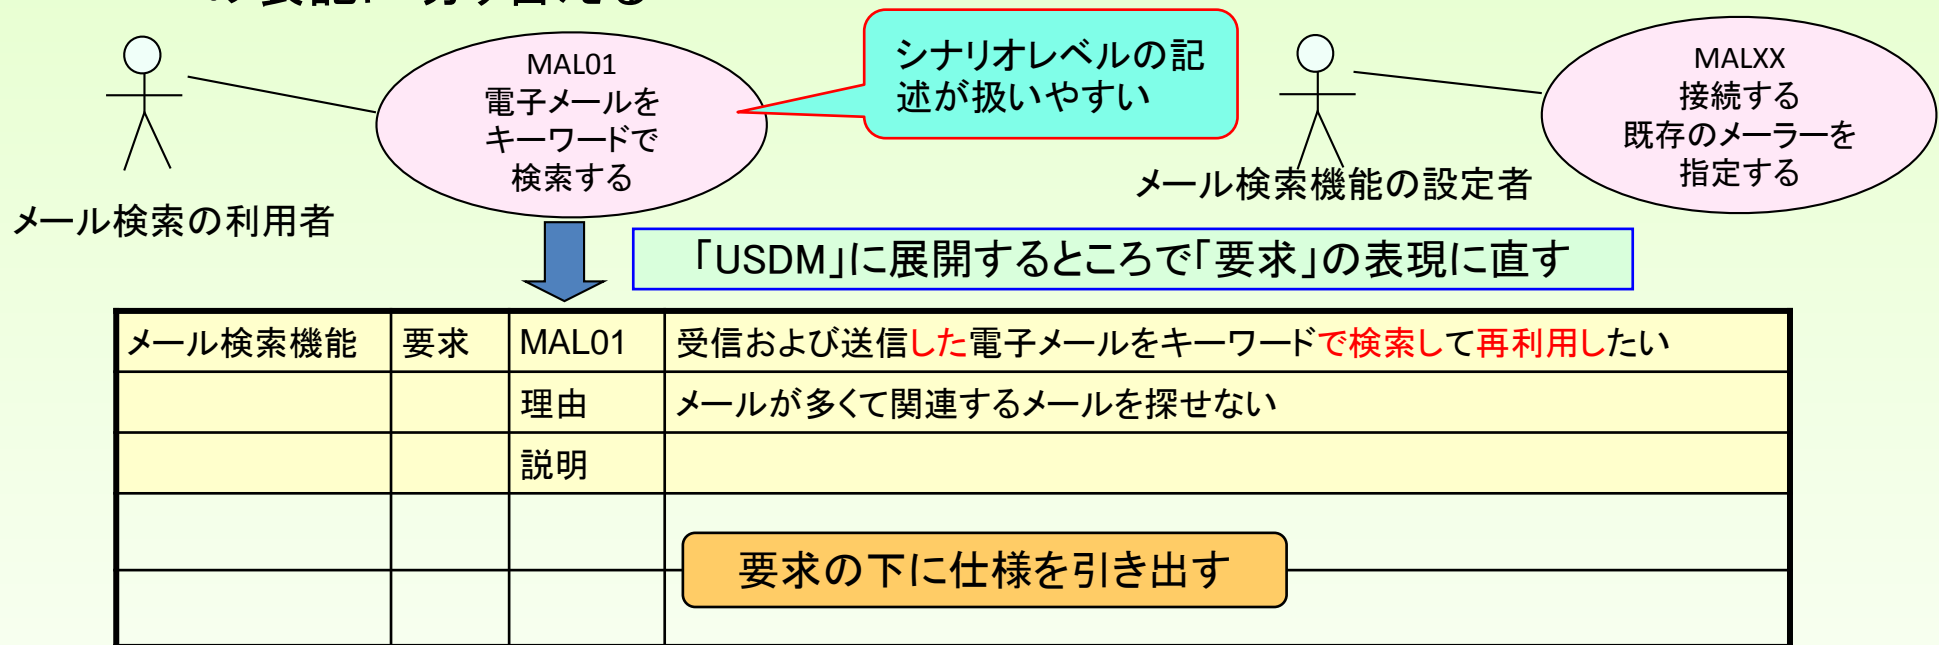 MAL01
電子メールを
キーワードで
検索する
メール検索の利用者
シナリオレベルの記
述が扱いやすい
MALXX
接続する
既存のメーラーを
指定する
メール検索機能の設定者
「USDM」に展開するところで「要求」の表現に直す
メール検索機能 要求 MAL01 受信および送信した電子メールをキーワードで検索して再利用したい
理由 メールが多くて関連するメールを探せない
説明
要求の下に仕様を引き出す